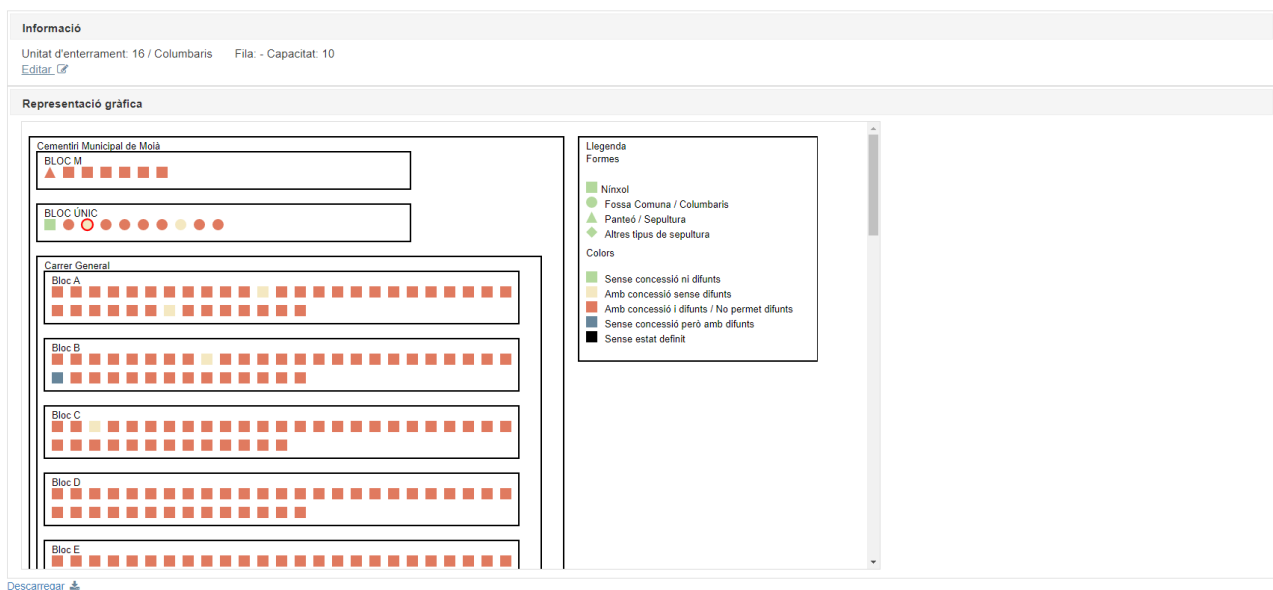 Informació
Unitat d'enterrament: 16 / Columbaris Fila: - Capacitat: 10
Editar
Representació gràfica
Cementiri Municipal de Moià
BLOC M
BLOC ÚNIC
Carrer General
Bloc A
Bloc B
Bloc C
Bloc D
Bloc E
Llegenda
Formes
Nínxol
Fossa Comuna / Columbaris
Panteó / Sepultura
Altres tipus de sepultura
Colors
Sense concessió ni difunts
Amb concessió sense difunts
Amb concessió i difunts / No permet difunts
Sense concessió però amb difunts
Sense estat definit
Descarregar